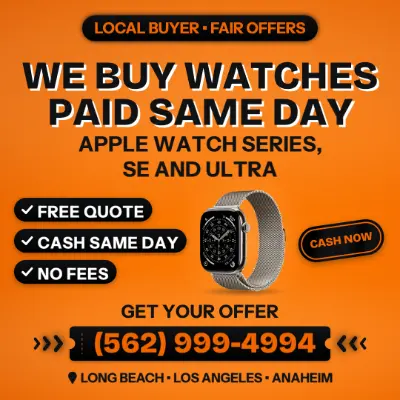 LOCAL BUYER • FAIR OFFERS
WE BUY WATCHES
PAID SAME DAY
APPLE WATCH SERIES,
SE AND ULTRA
FREE QUOTE
CASH SAME DAY
NO FEES
CASH NOW
GET YOUR OFFER
(562) 999-4994
LONG BEACH • LOS ANGELES • ANAHEIM